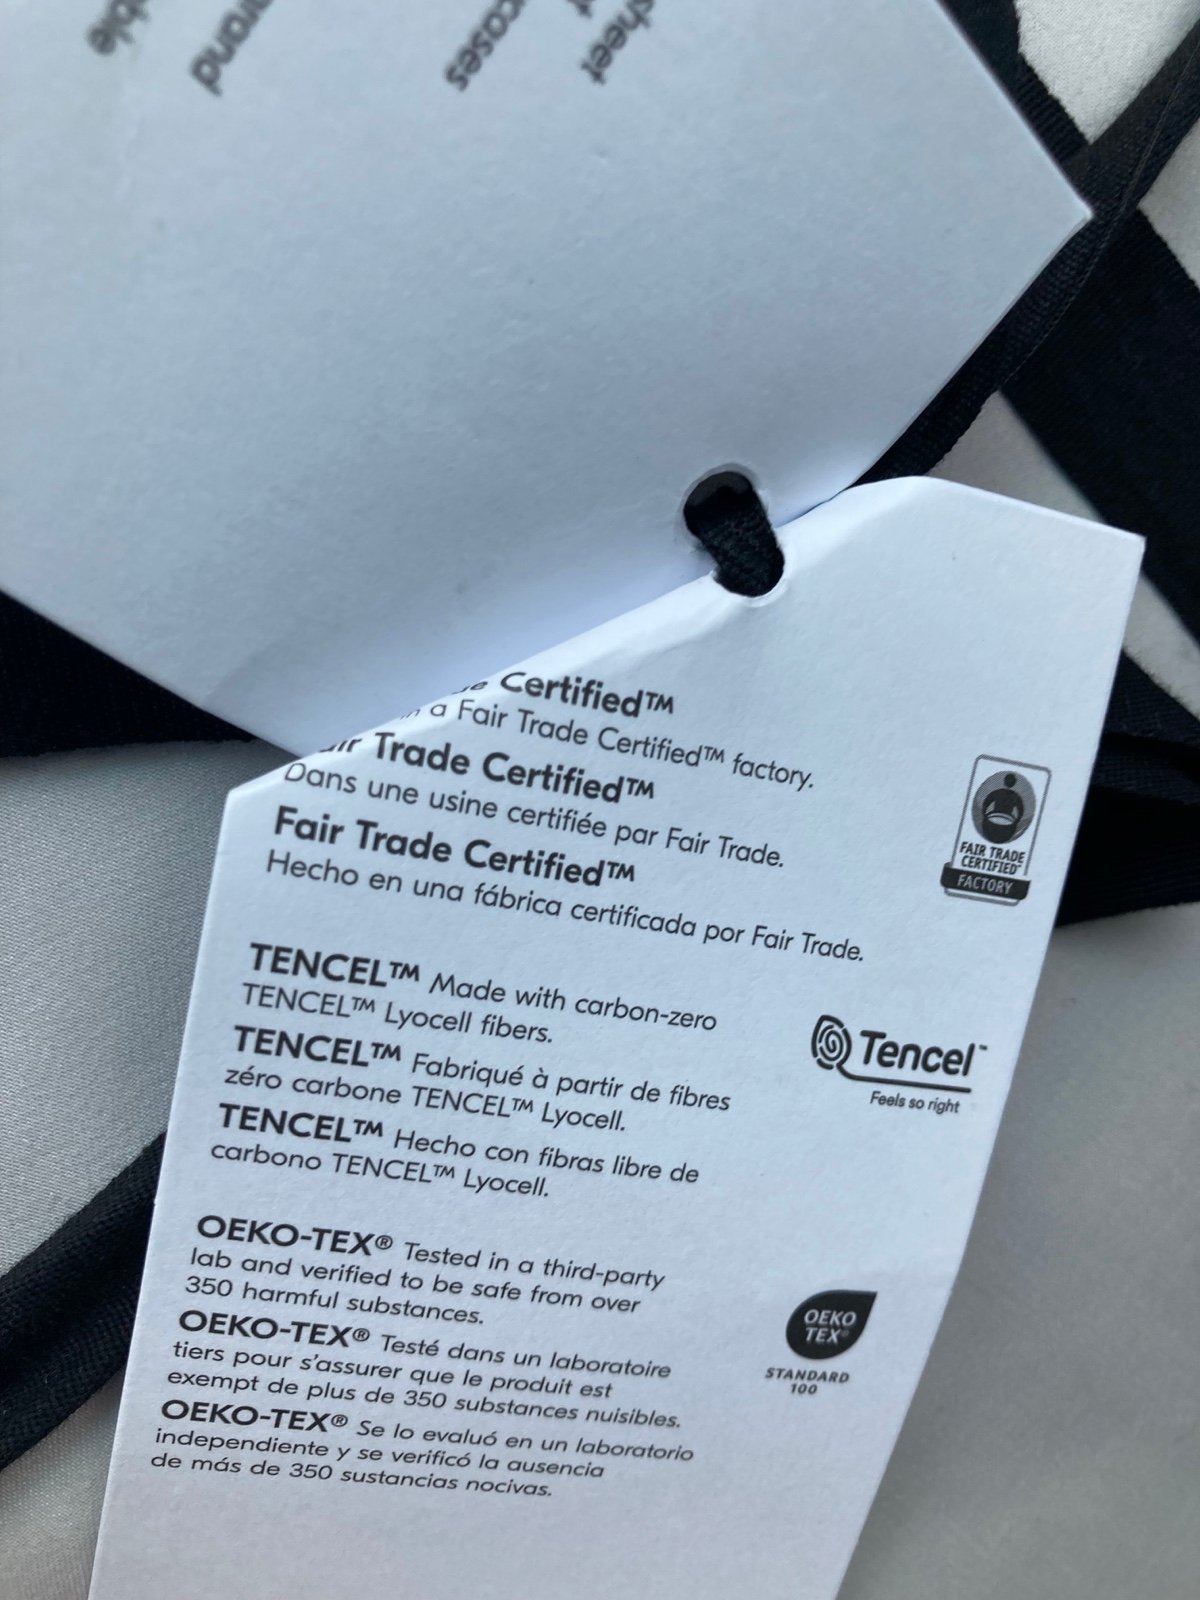 sheet
Certified™
a Fair Trade Certified™ factory.
Trade Certified™
Dans une usine certifiée par Fair Trade.
Fair Trade Certified™
Hecho en una fábrica certificada por Fair Trade.
FAIR TRADE
CERTIFIED™
FACTORY
TENCEL™ Made with carbon-zero
TENCEL™ Lyocell fibers.
TENCEL™ Fabriqué à partir de fibres
zéro carbone TENCEL™ Lyocell.
TENCEL™ Hecho con fibras libre de
carbono TENCEL™ Lyocell.
Tencel™
Feels so right
OEKO-TEX® Tested in a third-party
lab and verified to be safe from over
350 harmful substances.
OEKO-TEX® Testé dans un laboratoire
tiers pour s'assurer que le produit est
exempt de plus de 350 substances nuisibles.
OEKO-TEX® Se lo evaluó en un laboratorio
independiente y se verificó la ausencia
de más de 350 sustancias nocivas.
OEKO
TEX®
STANDARD
100